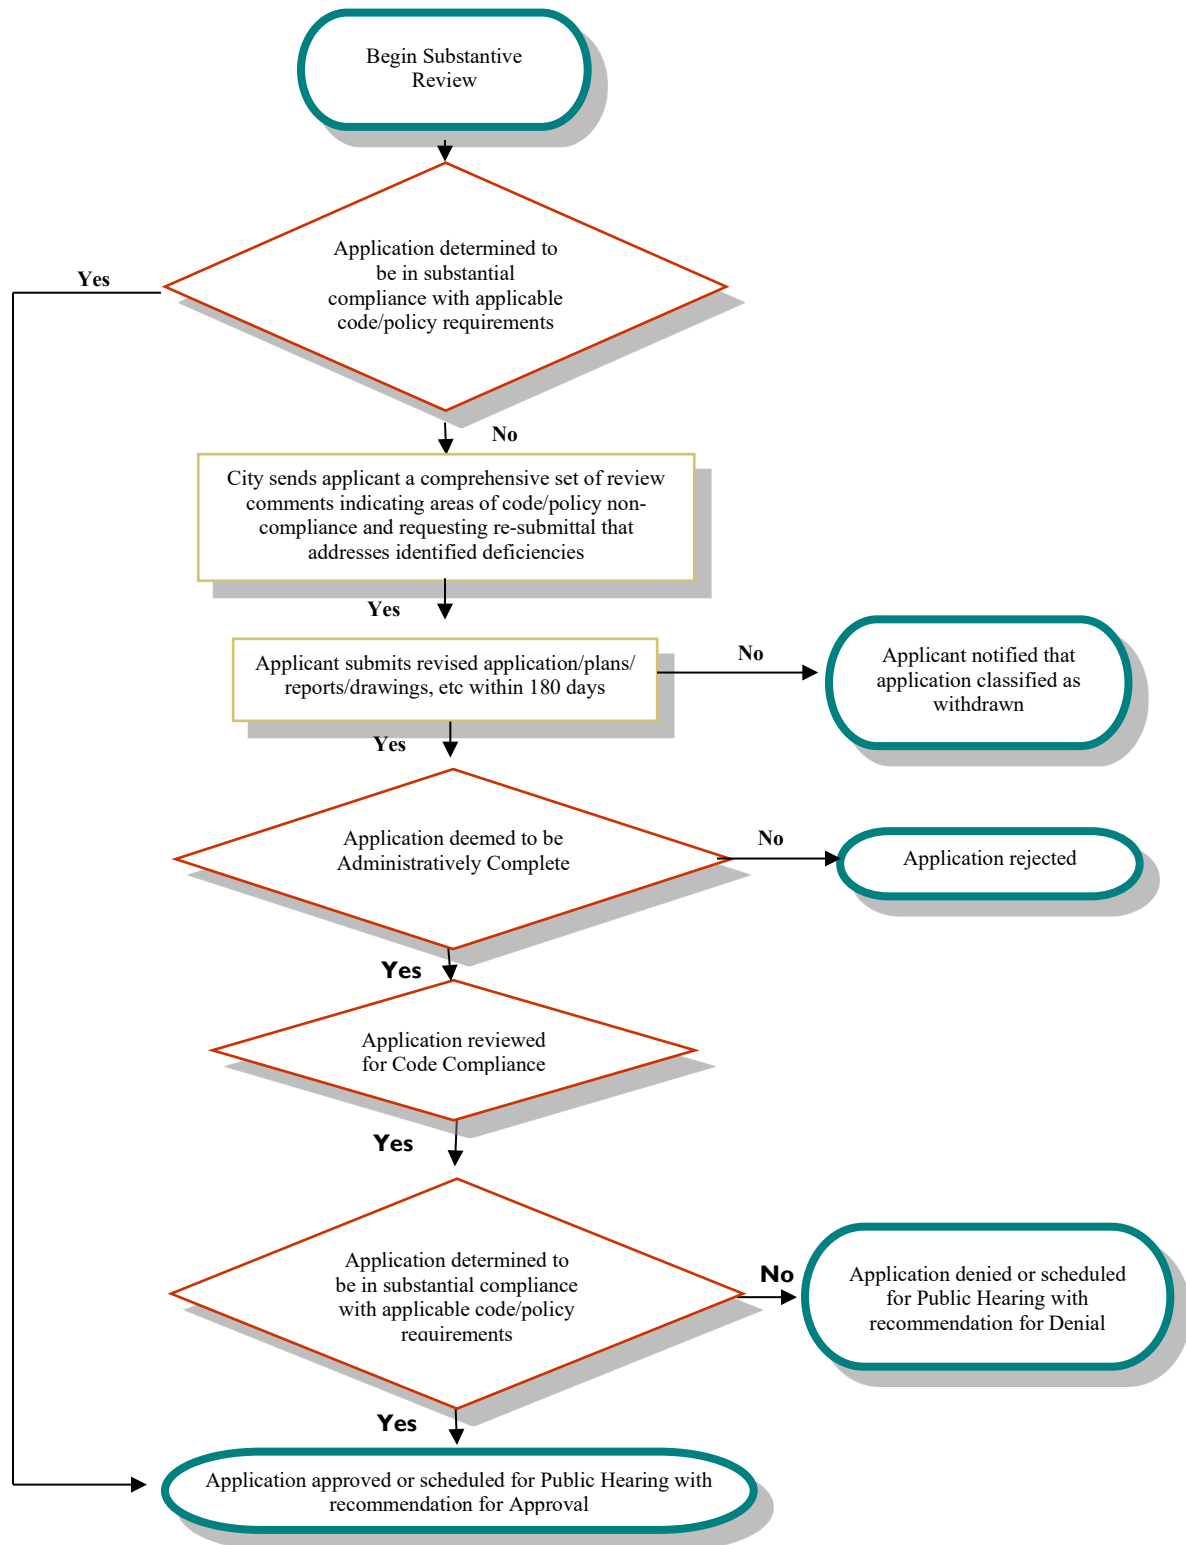 Begin Substantive
Review
Application determined to
be in substantial
compliance with applicable
code/policy requirements
Yes
No
City sends applicant a comprehensive set of review
comments indicating areas of code/policy non-
compliance and requesting re-submittal that
addresses identified deficiencies
Yes
Applicant submits revised application/plans/
reports/drawings, etc within 180 days
No
Applicant notified that
application classified as
withdrawn
Yes
Application deemed to be
Administratively Complete
No
Application rejected
Yes
Application reviewed
for Code Compliance
Yes
Application determined to
be in substantial compliance
with applicable code/policy
requirements
No
Application denied or scheduled
for Public Hearing with
recommendation for Denial
Yes
Application approved or scheduled for Public Hearing with
recommendation for Approval